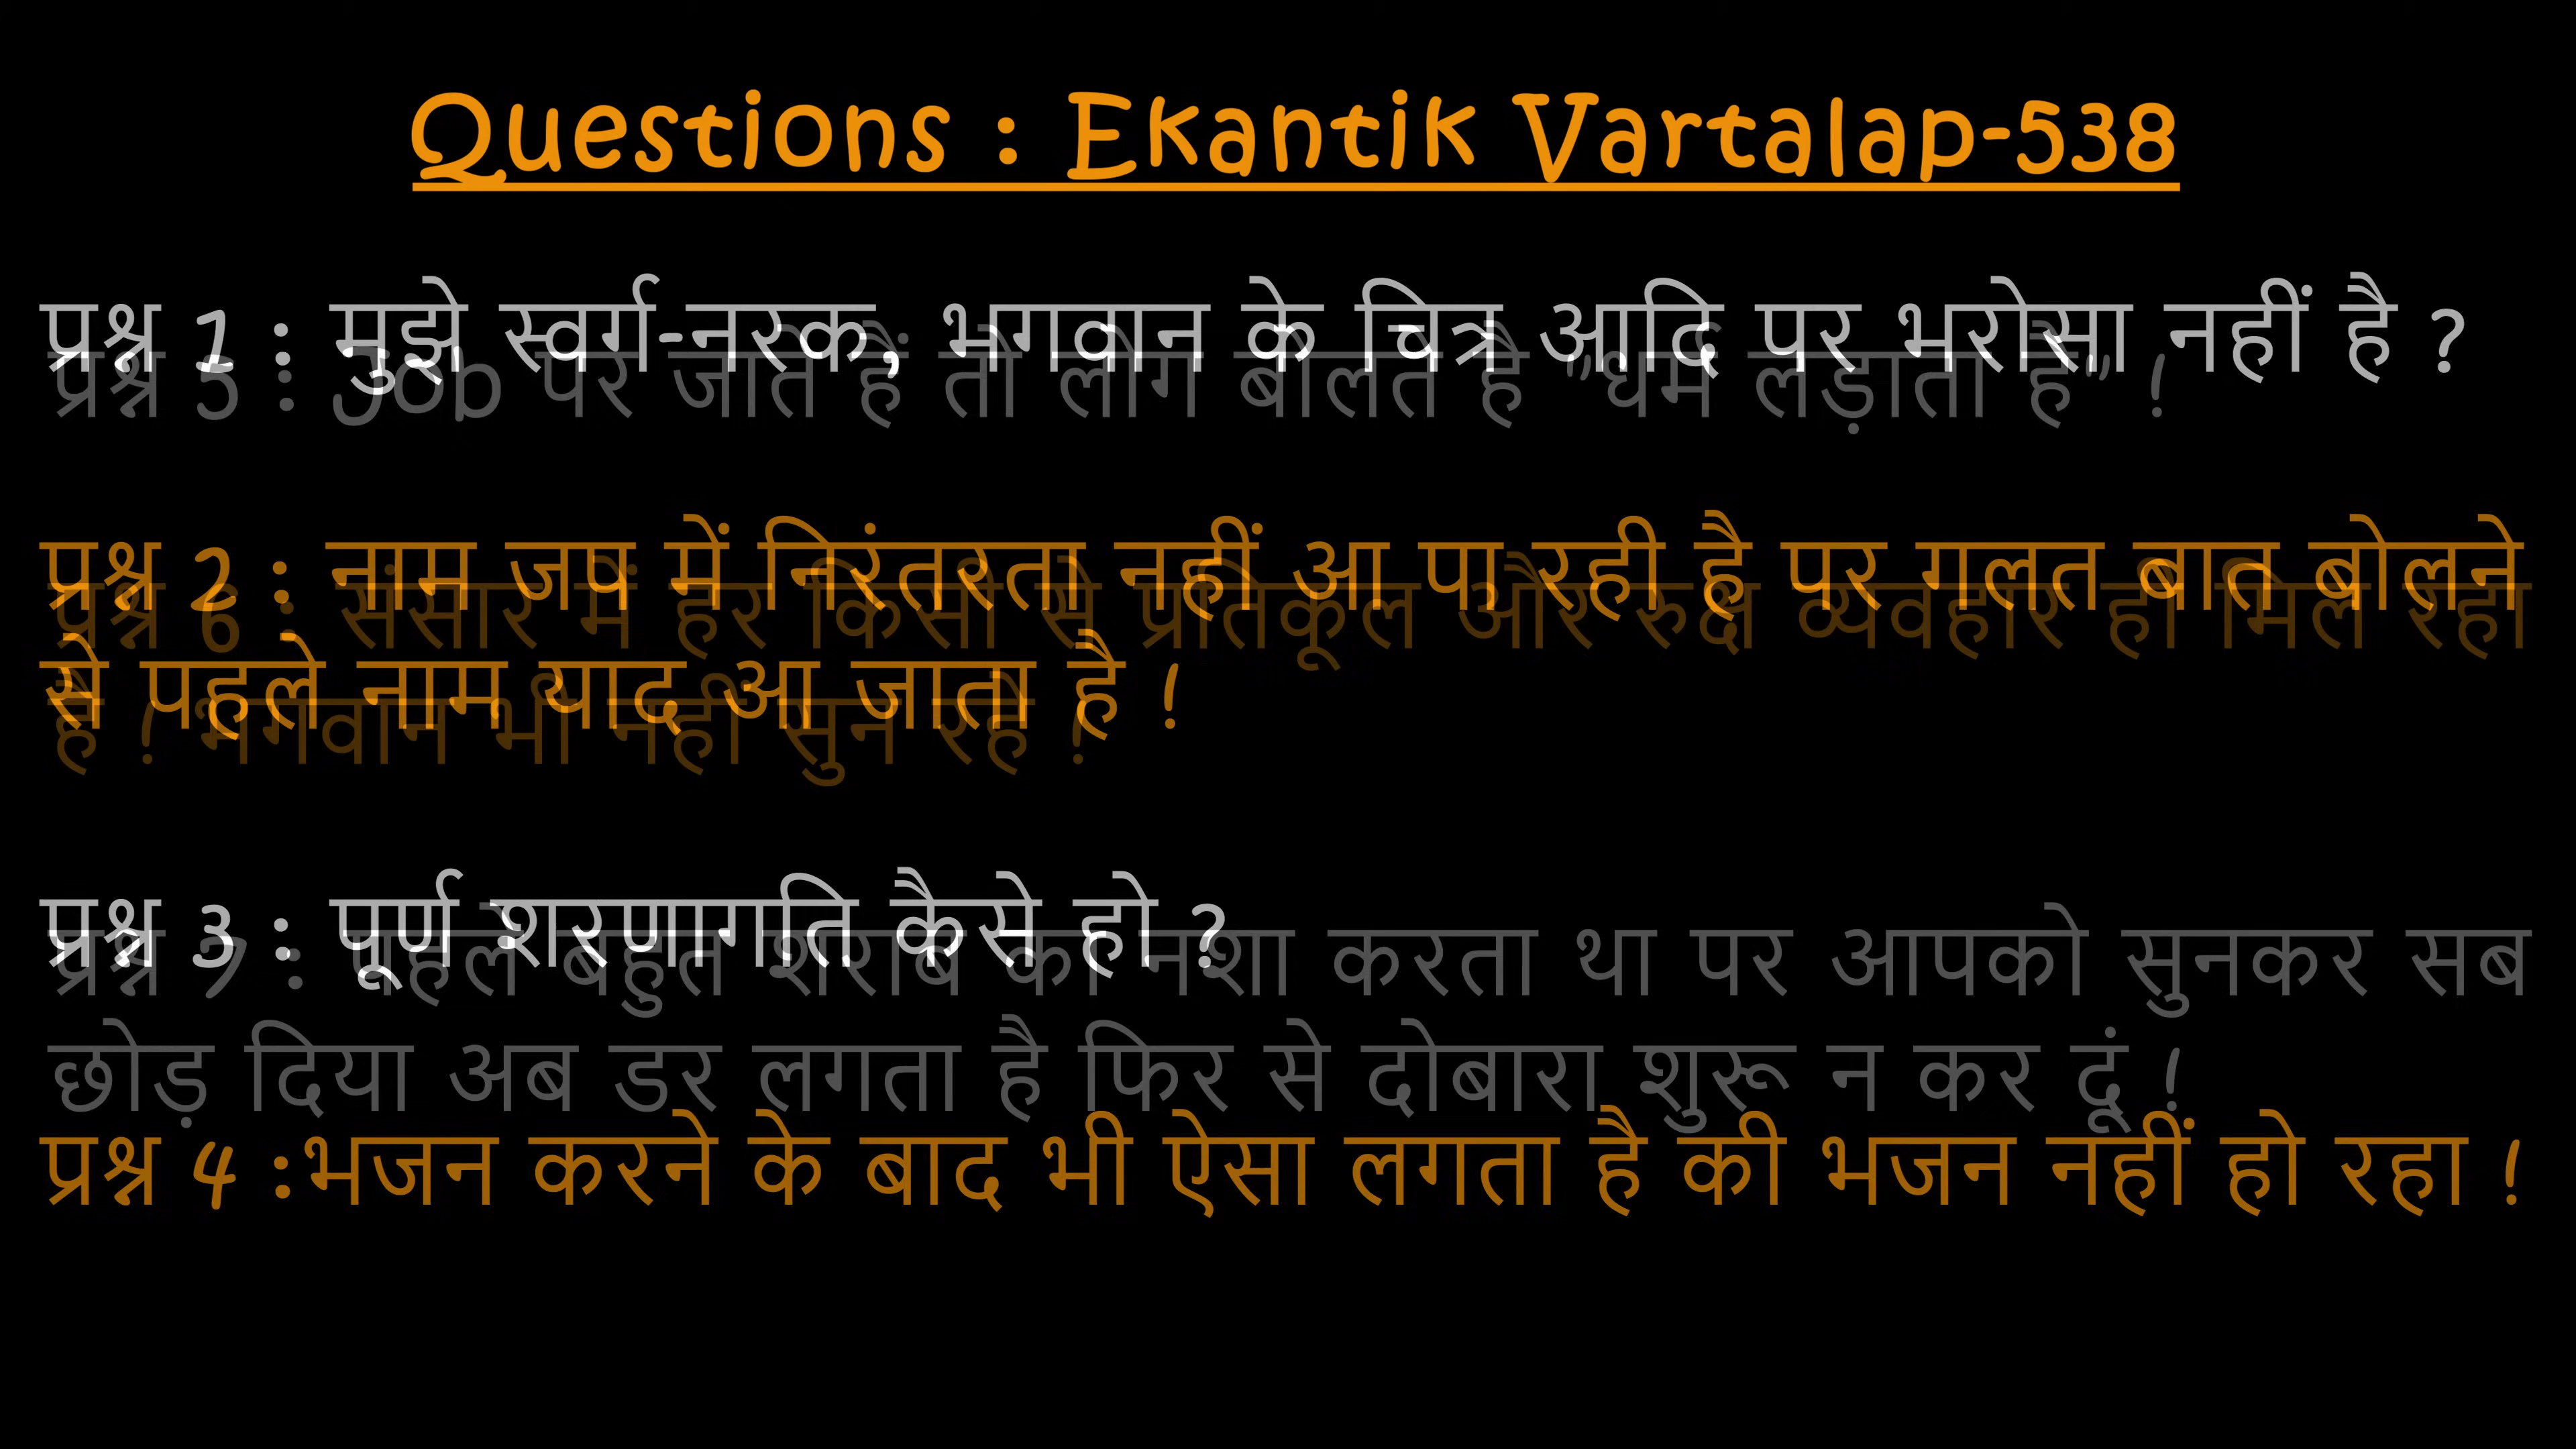 Questions : Ekantik Vartalap-538
प्रश्न 1 : मुझे स्वर्ग-नरक, भगवान के चित्र आदि पर भरोसा नहीं है ?
प्रश्न 5 : Job पर जाते हैं तो लोग बोलते है "धर्म लड़ाता है" !
प्रश्न 2 : नाम जप में निरंतरता नहीं आ पा रही है पर गलत बात बोलने
से पहले नाम याद आ जाता है !
प्रश्न 6 : संसार में हर किसी से प्रतिकूल और रुक्ष व्यवहार ही मिल रहा
है ! भगवान भी नहीं सुन रहे !
प्रश्न 3 : पूर्ण शरणागति कैसे हो ?
प्रश्न 7 : पहले बहुत शराब का नशा करता था पर आपको सुनकर सब
छोड़ दिया अब डर लगता है फिर से दोबारा शुरू न कर दूं !
प्रश्न 4 :भजन करने के बाद भी ऐसा लगता है की भजन नहीं हो रहा !